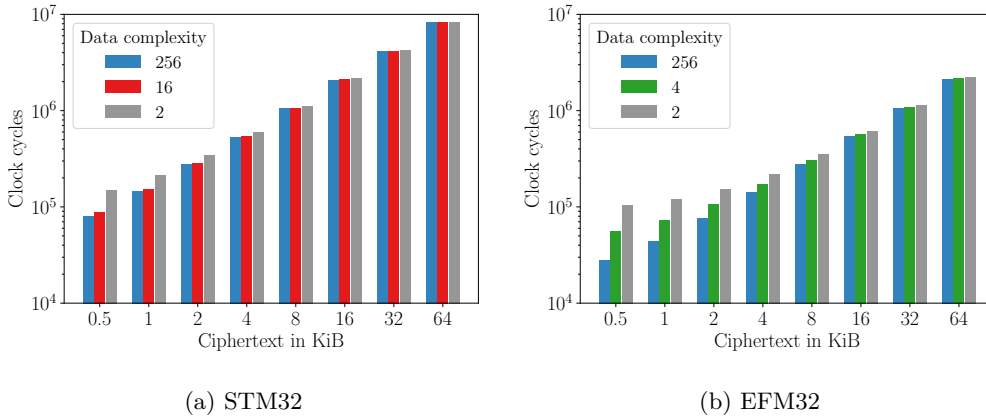 Data complexity
256
16
2
Clock cycles
10^7
10^6
10^5
10^4
0.5 1 2 4 8 16 32 64
Ciphertext in KiB
(a) STM32
Data complexity
256
4
2
Clock cycles
10^7
10^6
10^5
10^4
0.5 1 2 4 8 16 32 64
Ciphertext in KiB
(b) EFM32